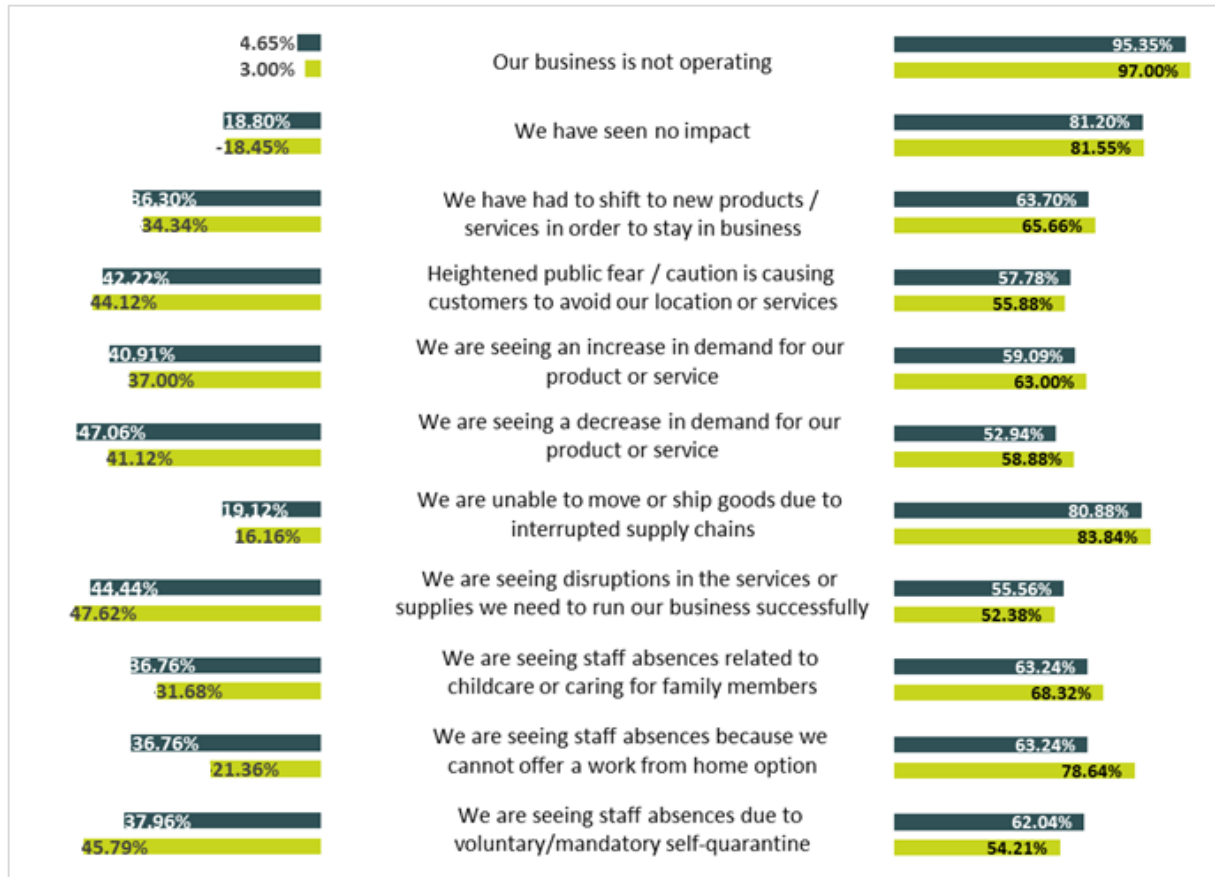 4.65% 95.35%
Our business is not operating
3.00% 97.00%
18.80% 81.20%
We have seen no impact
-18.45% 81.55%
36.30% We have had to shift to new products / 63.70%
34.34% services in order to stay in business 65.66%
42.22% Heightened public fear / caution is causing 57.78%
44.12% customers to avoid our location or services 55.88%
40.91% We are seeing an increase in demand for our 59.09%
37.00% product or service 63.00%
47.06% We are seeing a decrease in demand for our 52.94%
41.12% product or service 58.88%
19.12% We are unable to move or ship goods due to 80.88%
16.16% interrupted supply chains 83.84%
44.44% We are seeing disruptions in the services or 55.56%
47.62% supplies we need to run our business successfully 52.38%
36.76% We are seeing staff absences related to 63.24%
31.68% childcare or caring for family members 68.32%
36.76% We are seeing staff absences because we 63.24%
21.36% cannot offer a work from home option 78.64%
37.96% We are seeing staff absences due to 62.04%
45.79% voluntary/mandatory self-quarantine 54.21%